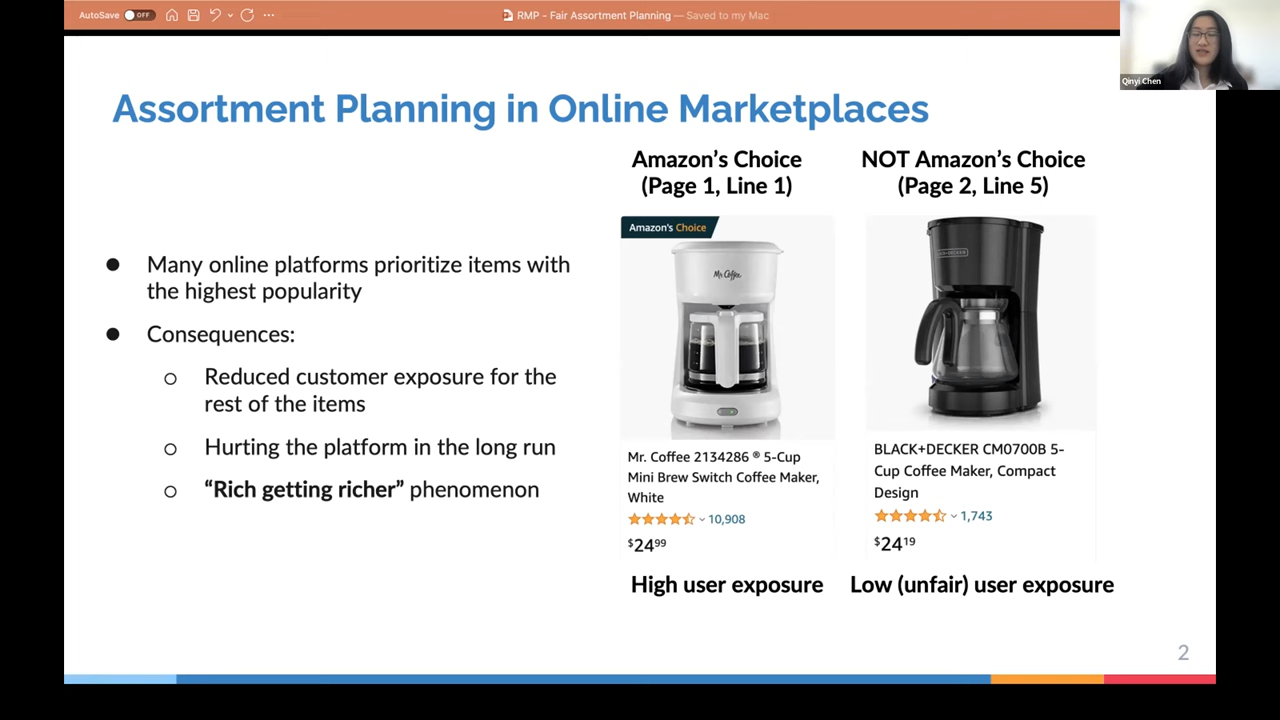 AutoSave OFF
RMP - Fair Assortment Planning — Saved to my Mac
Qinyi Chen
Assortment Planning in Online Marketplaces
Many online platforms prioritize items with
the highest popularity
Consequences:
Reduced customer exposure for the
rest of the items
Hurting the platform in the long run
“Rich getting richer” phenomenon
Amazon’s Choice
(Page 1, Line 1)
Amazon's Choice
Mr. Coffee
Mr. Coffee 2134286 ® 5-Cup
Mini Brew Switch Coffee Maker,
White
10,908
$2499
High user exposure
NOT Amazon’s Choice
(Page 2, Line 5)
BLACK+DECKER
BLACK+DECKER CM0700B 5-
Cup Coffee Maker, Compact
Design
1,743
$2419
Low (unfair) user exposure
2